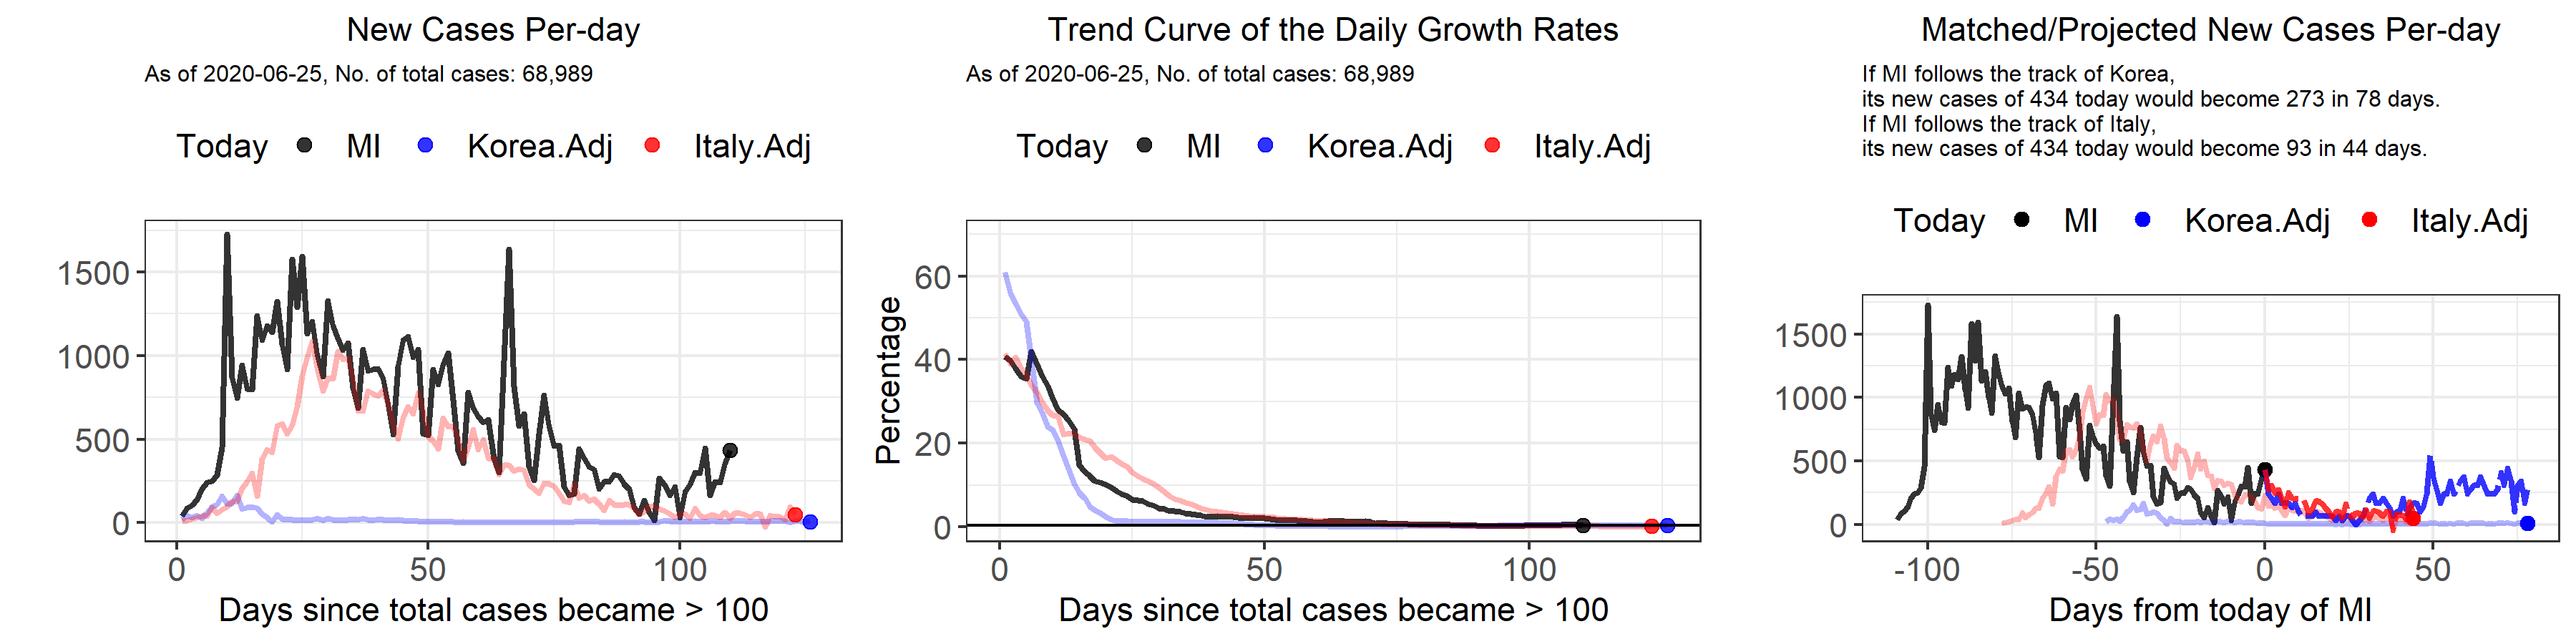 New Cases Per-day
As of 2020-06-25, No. of total cases: 68,989
Today MI Korea.Adj Italy.Adj
1500
1000
500
0
0 50 100
Days since total cases became > 100
Trend Curve of the Daily Growth Rates
As of 2020-06-25, No. of total cases: 68,989
Today MI Korea.Adj Italy.Adj
Percentage
60
40
20
0
0 50 100
Days since total cases became > 100
Matched/Projected New Cases Per-day
If MI follows the track of Korea,
its new cases of 434 today would become 273 in 78 days.
If MI follows the track of Italy,
its new cases of 434 today would become 93 in 44 days.
Today MI Korea.Adj Italy.Adj
1500
1000
500
0
-100 -50 0 50
Days from today of MI